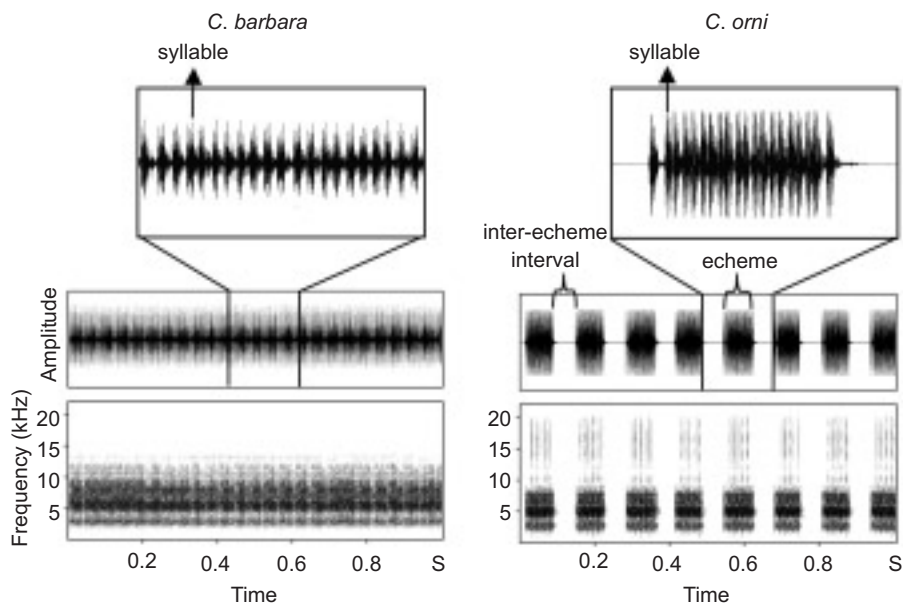 C. barbara
syllable
Amplitude
Frequency (kHz)
20
15
10
5
0.2 0.4 0.6 0.8 S
Time
C. orni
syllable
inter-echeme
interval
echeme
20
15
10
5
0.2 0.4 0.6 0.8 S
Time